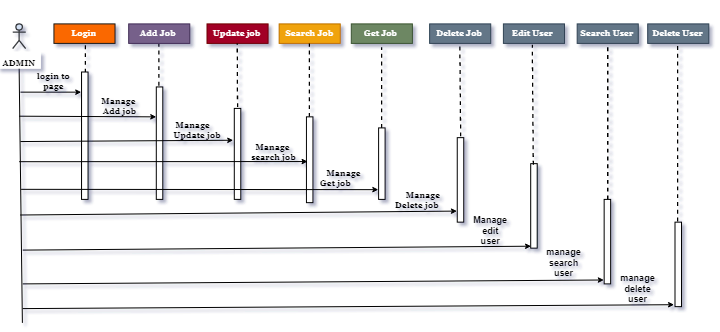 Login
Add Job
Update job
Search Job
Get Job
Delete Job
Edit User
Search User
Delete User
ADMIN
login to
page
Manage
Add job
Manage
Update job
Manage
search job
Manage
Get job
Manage
Delete job
Manage
edit
user
manage
search
user
manage
delete
user